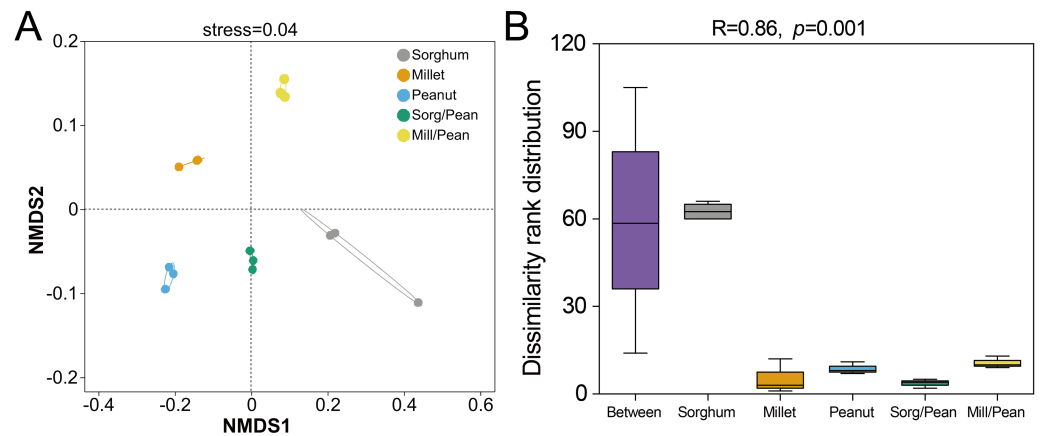 A
stress=0.04
0.2
0.1
0
-0.1
-0.2
NMDS2
-0.4
-0.2
0
0.2
0.4
0.6
NMDS1
Sorghum
Millet
Peanut
Sorg/Pean
Mill/Pean
B
R=0.86, p=0.001
120
90
60
30
0
Dissimilarity rank distribution
Between
Sorghum
Millet
Peanut
Sorg/Pean
Mill/Pean